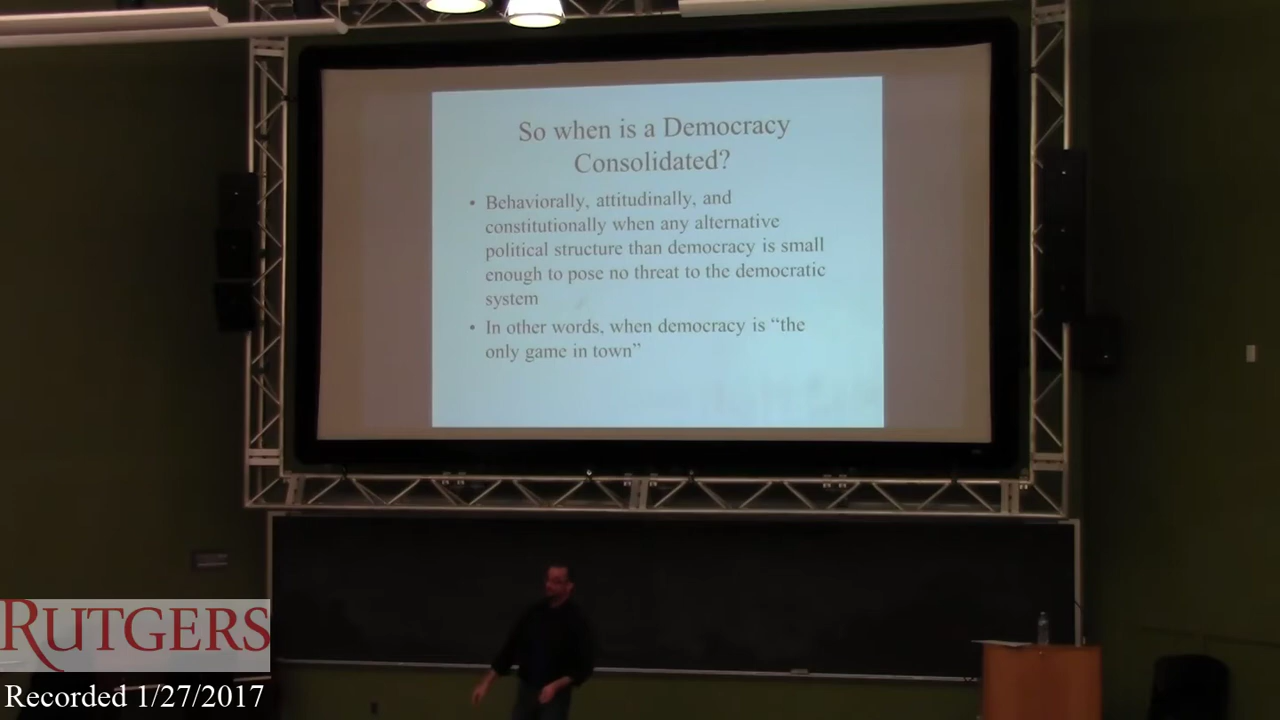 So when is a Democracy
Consolidated?
• Behaviorally, attitudinally, and
constitutionally when any alternative
political structure than democracy is small
enough to pose no threat to the democratic
system
• In other words, when democracy is “the
only game in town”
RUTGERS
Recorded 1/27/2017